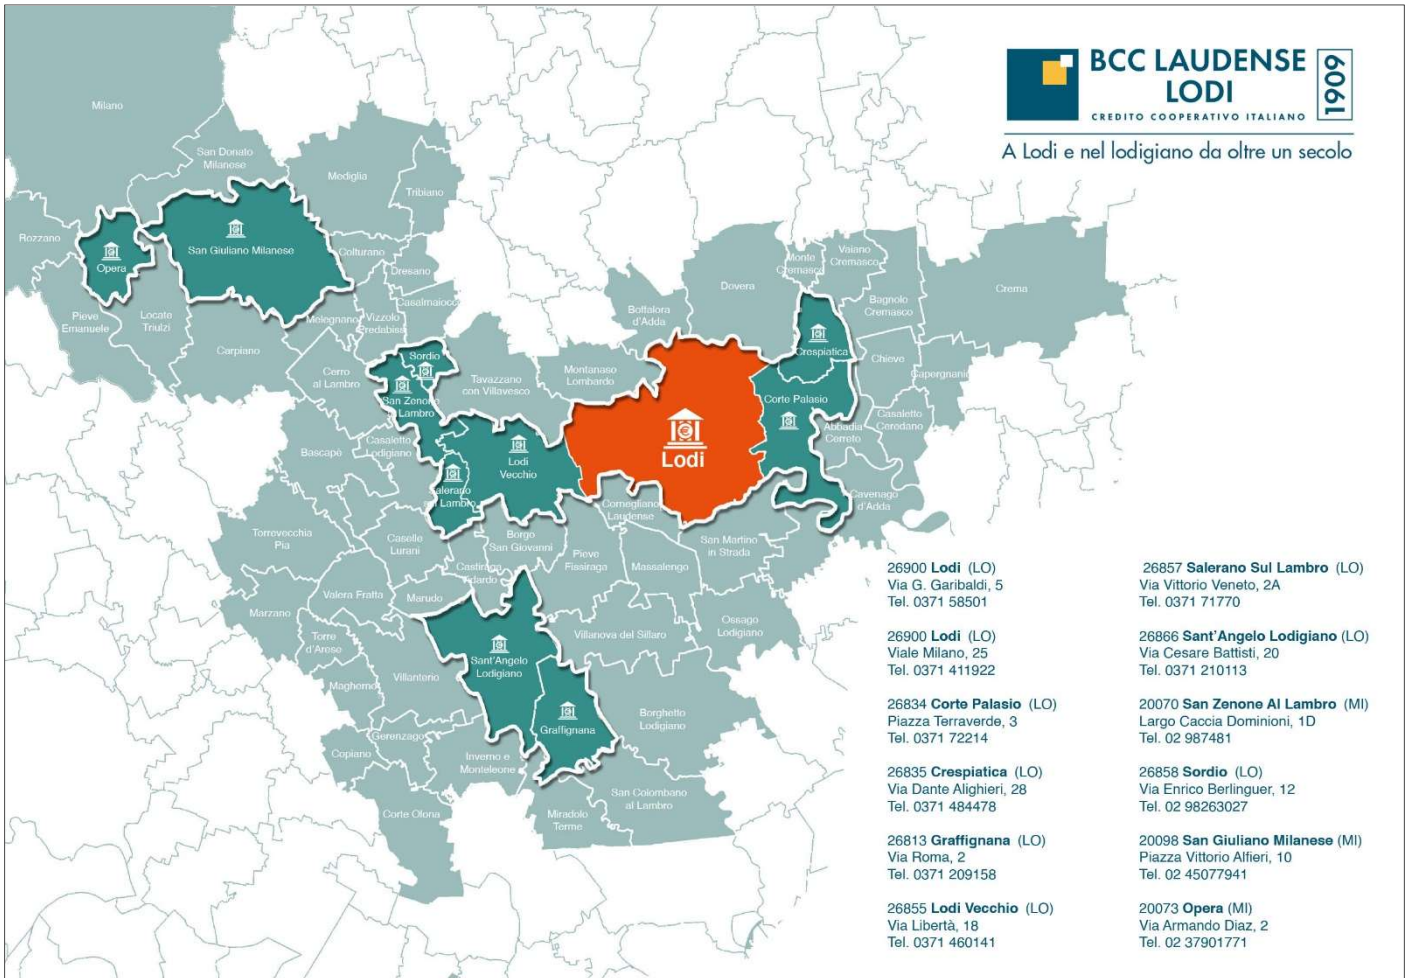 BCC LAUDENSE
LODI
CREDITO COOPERATIVO ITALIANO
1909
A Lodi e nel lodigiano da oltre un secolo
Milano
San Donato
Milanese
Mediglia
Tribiano
Rozzano
Opera
San Giuliano Milanese
Colturano
Dresano
Casalmaiocco
Pieve
Emanuele
Locate
Triulzi
Carpiano
Melegnano
Vizzolo
Predabissi
Cerro
al Lambro
Sordio
San Zenone
al Lambro
Tavazzano
con Villavesco
Montanaso
Lombardo
Boffalora
d'Adda
Dovera
Monte
Cremasco
Vaiano
Cremasco
Bagnolo
Cremasco
Crema
Crespiatica
Chieve
Capergnanica
Corte Palasio
Casaletto
Ceredano
Abbadia
Cerreto
Cavenago
d'Adda
Lodi
Lodi
Vecchio
Casaletto
Lodigiano
Bascapè
Salerano
sul Lambro
Cornegliano
Laudense
San Martino
in Strada
Torrevecchia
Pia
Caselle
Lurani
Borgo
San Giovanni
Pieve
Fissiraga
Massalengo
Castiraga
Vidardo
Marudo
Valera Fratta
Marzano
Torre
d'Arese
Villanterio
Magherno
Sant'Angelo
Lodigiano
Villanova del Sillaro
Ossago
Lodigiano
Graffignana
Borghetto
Lodigiano
Gerenzago
Copiano
Inverno e
Monteleone
Corte Olona
Miradolo
Terme
San Colombano
al Lambro
26900 Lodi (LO)
Via G. Garibaldi, 5
Tel. 0371 58501
26900 Lodi (LO)
Viale Milano, 25
Tel. 0371 411922
26834 Corte Palasio (LO)
Piazza Terraverde, 3
Tel. 0371 72214
26835 Crespiatica (LO)
Via Dante Alighieri, 28
Tel. 0371 484478
26813 Graffignana (LO)
Via Roma, 2
Tel. 0371 209158
26855 Lodi Vecchio (LO)
Via Libertà, 18
Tel. 0371 460141
26857 Salerano Sul Lambro (LO)
Via Vittorio Veneto, 2A
Tel. 0371 71770
26866 Sant'Angelo Lodigiano (LO)
Via Cesare Battisti, 20
Tel. 0371 210113
20070 San Zenone Al Lambro (MI)
Largo Caccia Dominioni, 1D
Tel. 02 987481
26858 Sordio (LO)
Via Enrico Berlinguer, 12
Tel. 02 98263027
20098 San Giuliano Milanese (MI)
Piazza Vittorio Alfieri, 10
Tel. 02 45077941
20073 Opera (MI)
Via Armando Diaz, 2
Tel. 02 37901771